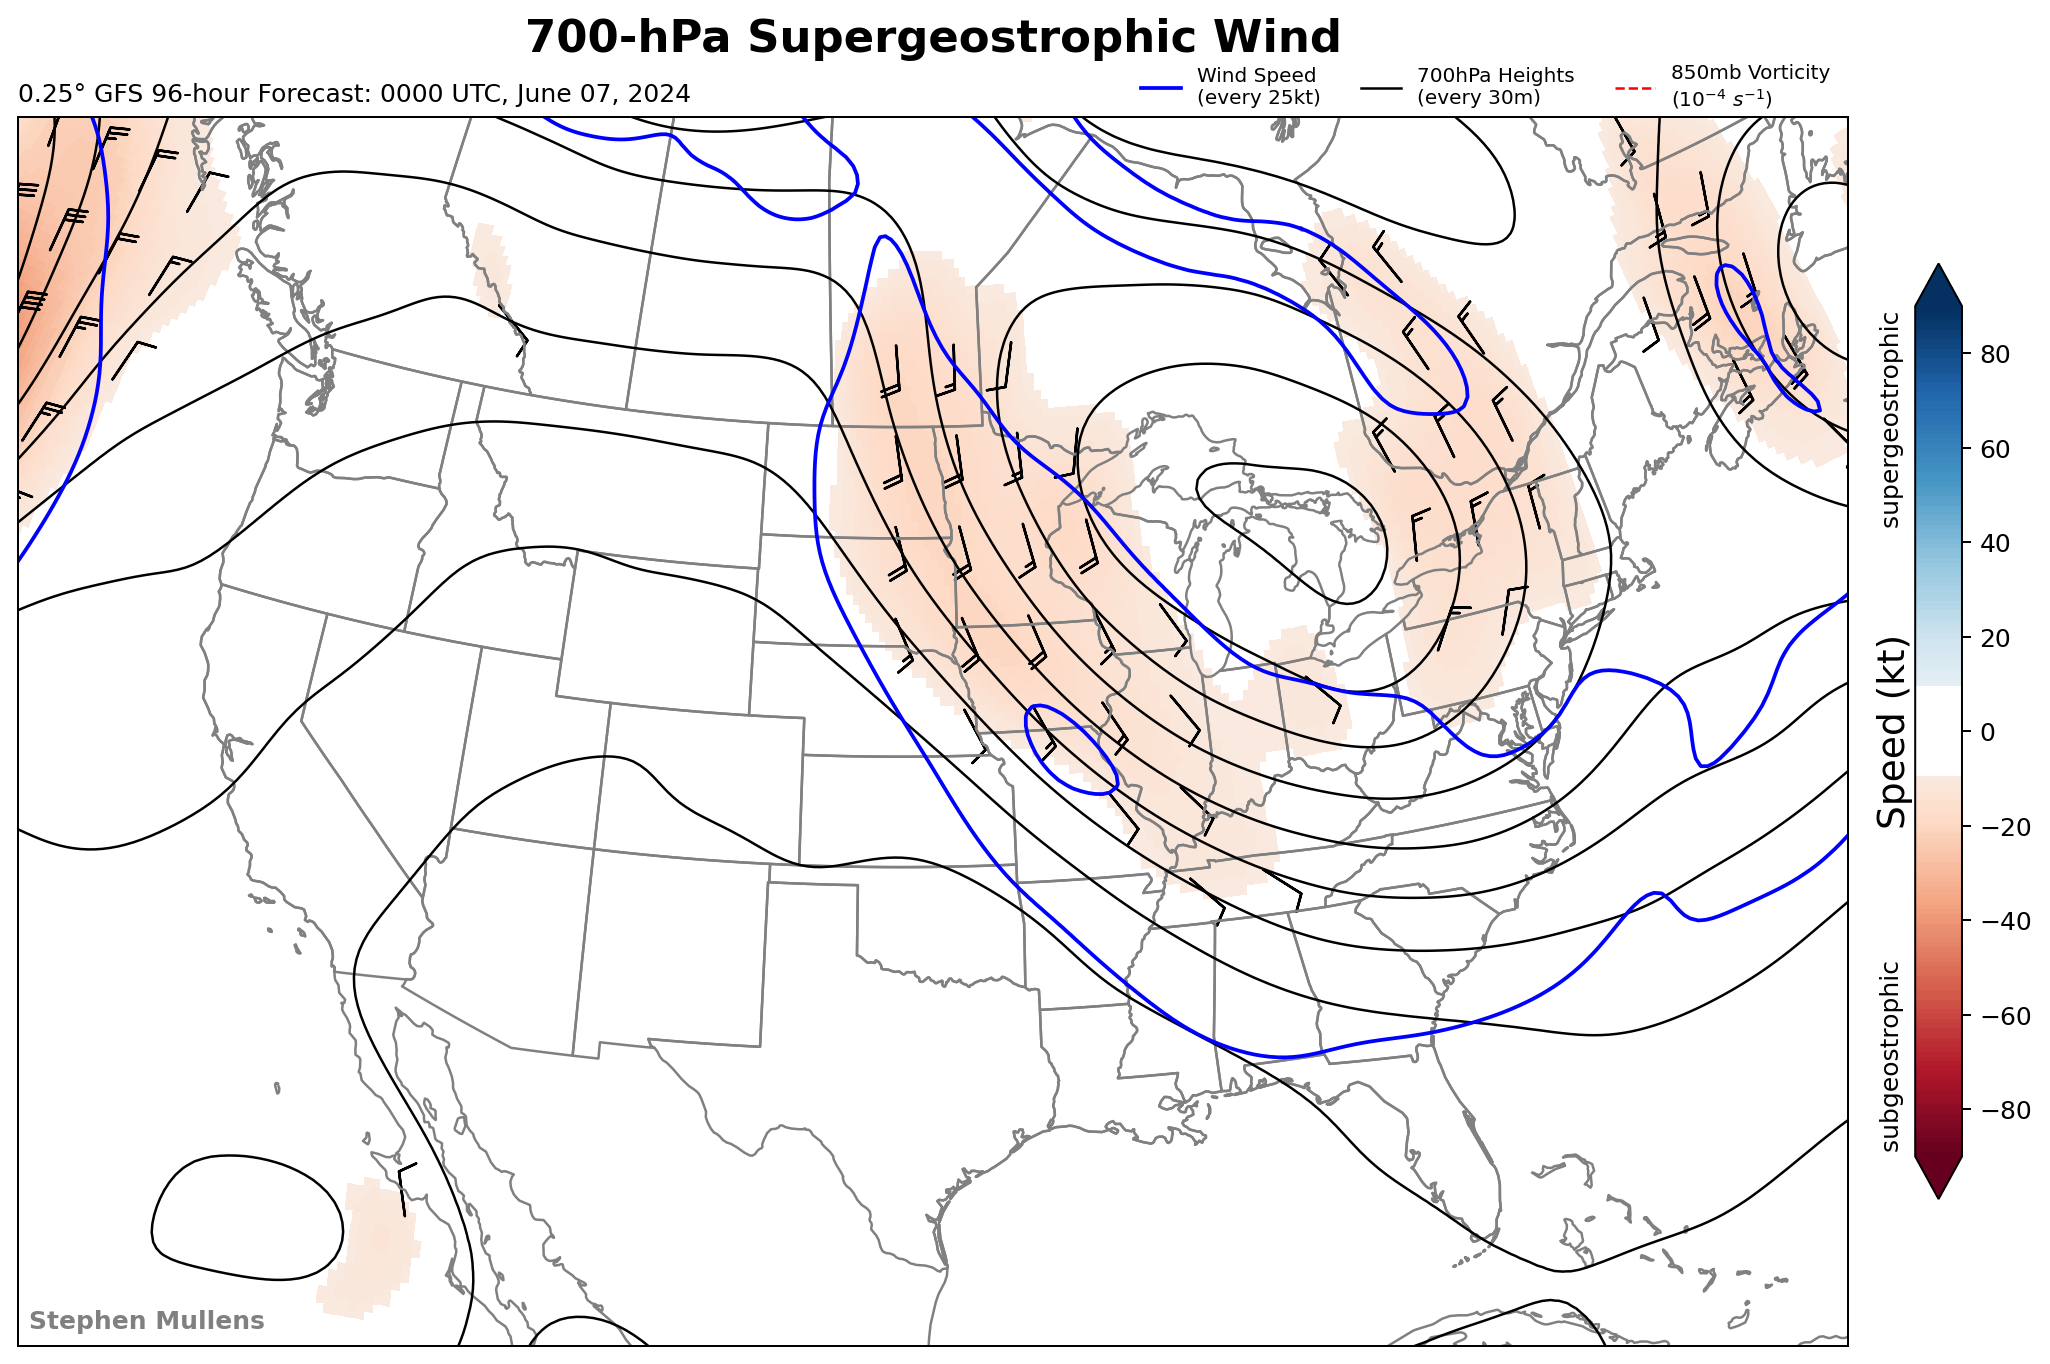 700-hPa Supergeostrophic Wind
0.25° GFS 96-hour Forecast: 0000 UTC, June 07, 2024
Wind Speed
(every 25kt)
700hPa Heights
(every 30m)
850mb Vorticity
(10⁻⁴ s⁻¹)
supergeostrophic
Speed (kt)
subgeostrophic
80
60
40
20
0
−20
−40
−60
−80
Stephen Mullens